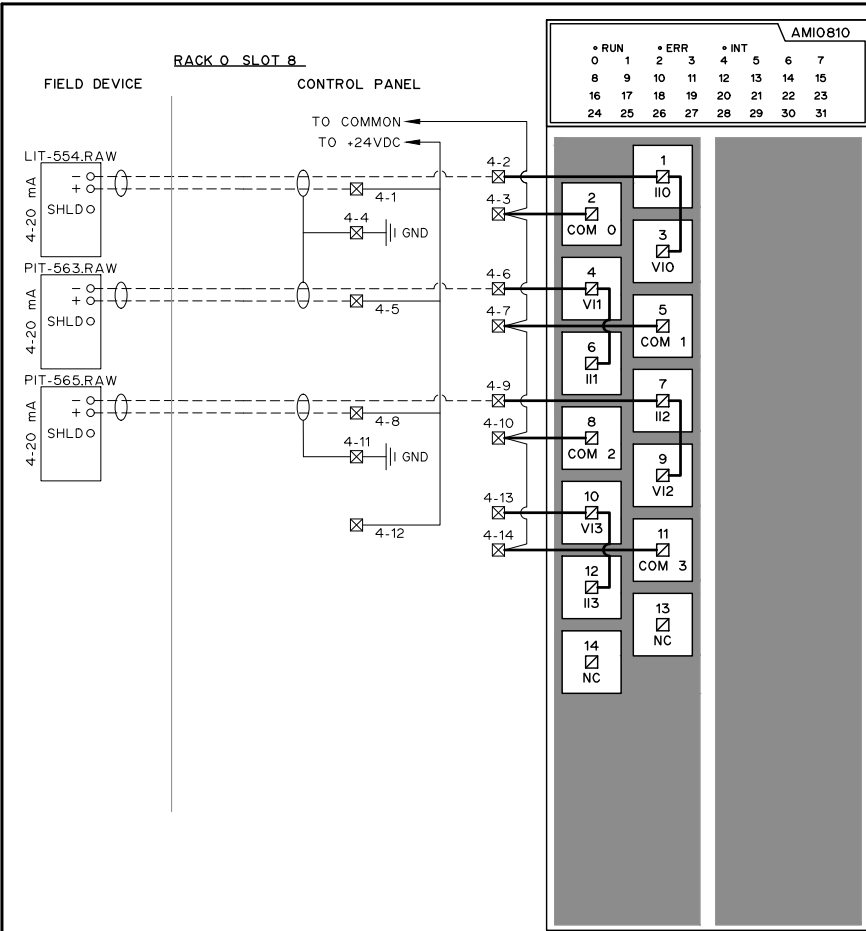 RACK 0 SLOT 8
FIELD DEVICE
CONTROL PANEL
AMI0810
RUN ERR INT
0 1 2 3 4 5 6 7
8 9 10 11 12 13 14 15
16 17 18 19 20 21 22 23
24 25 26 27 28 29 30 31
TO COMMON
TO +24VDC
LIT-554.RAW
4-20 mA
-
+
SHLD
4-1
4-2
4-3
4-4
GND
PIT-563.RAW
4-20 mA
-
+
SHLD
4-5
4-6
4-7
PIT-565.RAW
4-20 mA
-
+
SHLD
4-8
4-9
4-10
4-11
GND
4-12
4-13
4-14
1
II0
2
COM 0
3
VI0
4
VI1
5
COM 1
6
II1
7
II2
8
COM 2
9
VI2
10
VI3
11
COM 3
12
II3
13
NC
14
NC